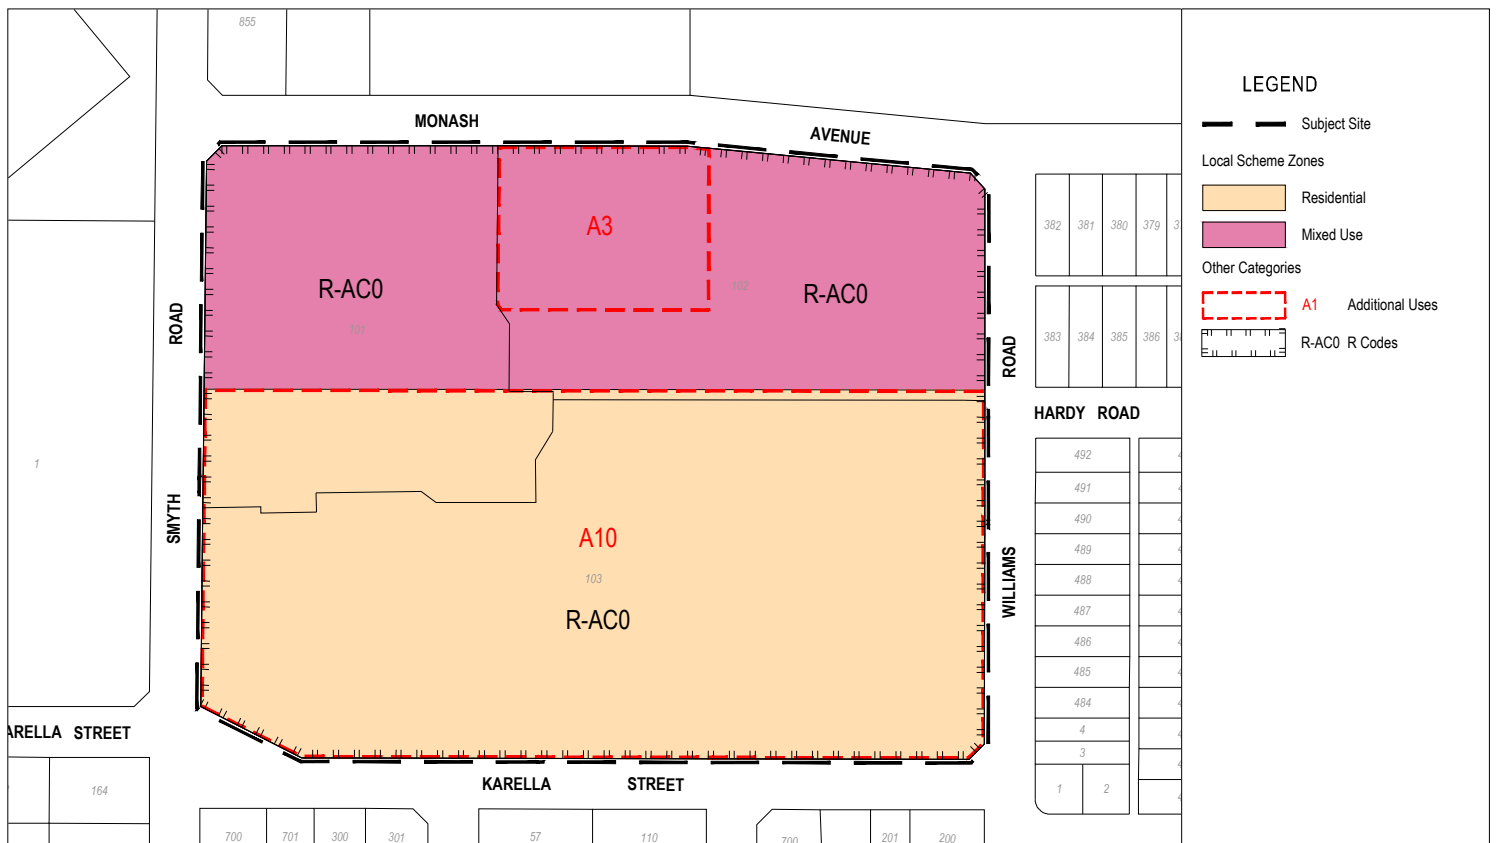 855
MONASH
AVENUE
LEGEND
Subject Site
Local Scheme Zones
Residential
Mixed Use
Other Categories
A1 Additional Uses
R-AC0 R Codes
382 381 380 379
A3
R-AC0
R-AC0
102
101
ROAD
ROAD
383 384 385 386
HARDY ROAD
1
492
491
490
489
488
487
486
485
484
4
3
1 2
SMYTH
WILLIAMS
A10
103
R-AC0
ARELLA STREET
KARELLA STREET
164
700 701 300 301
57 110
700 201 200